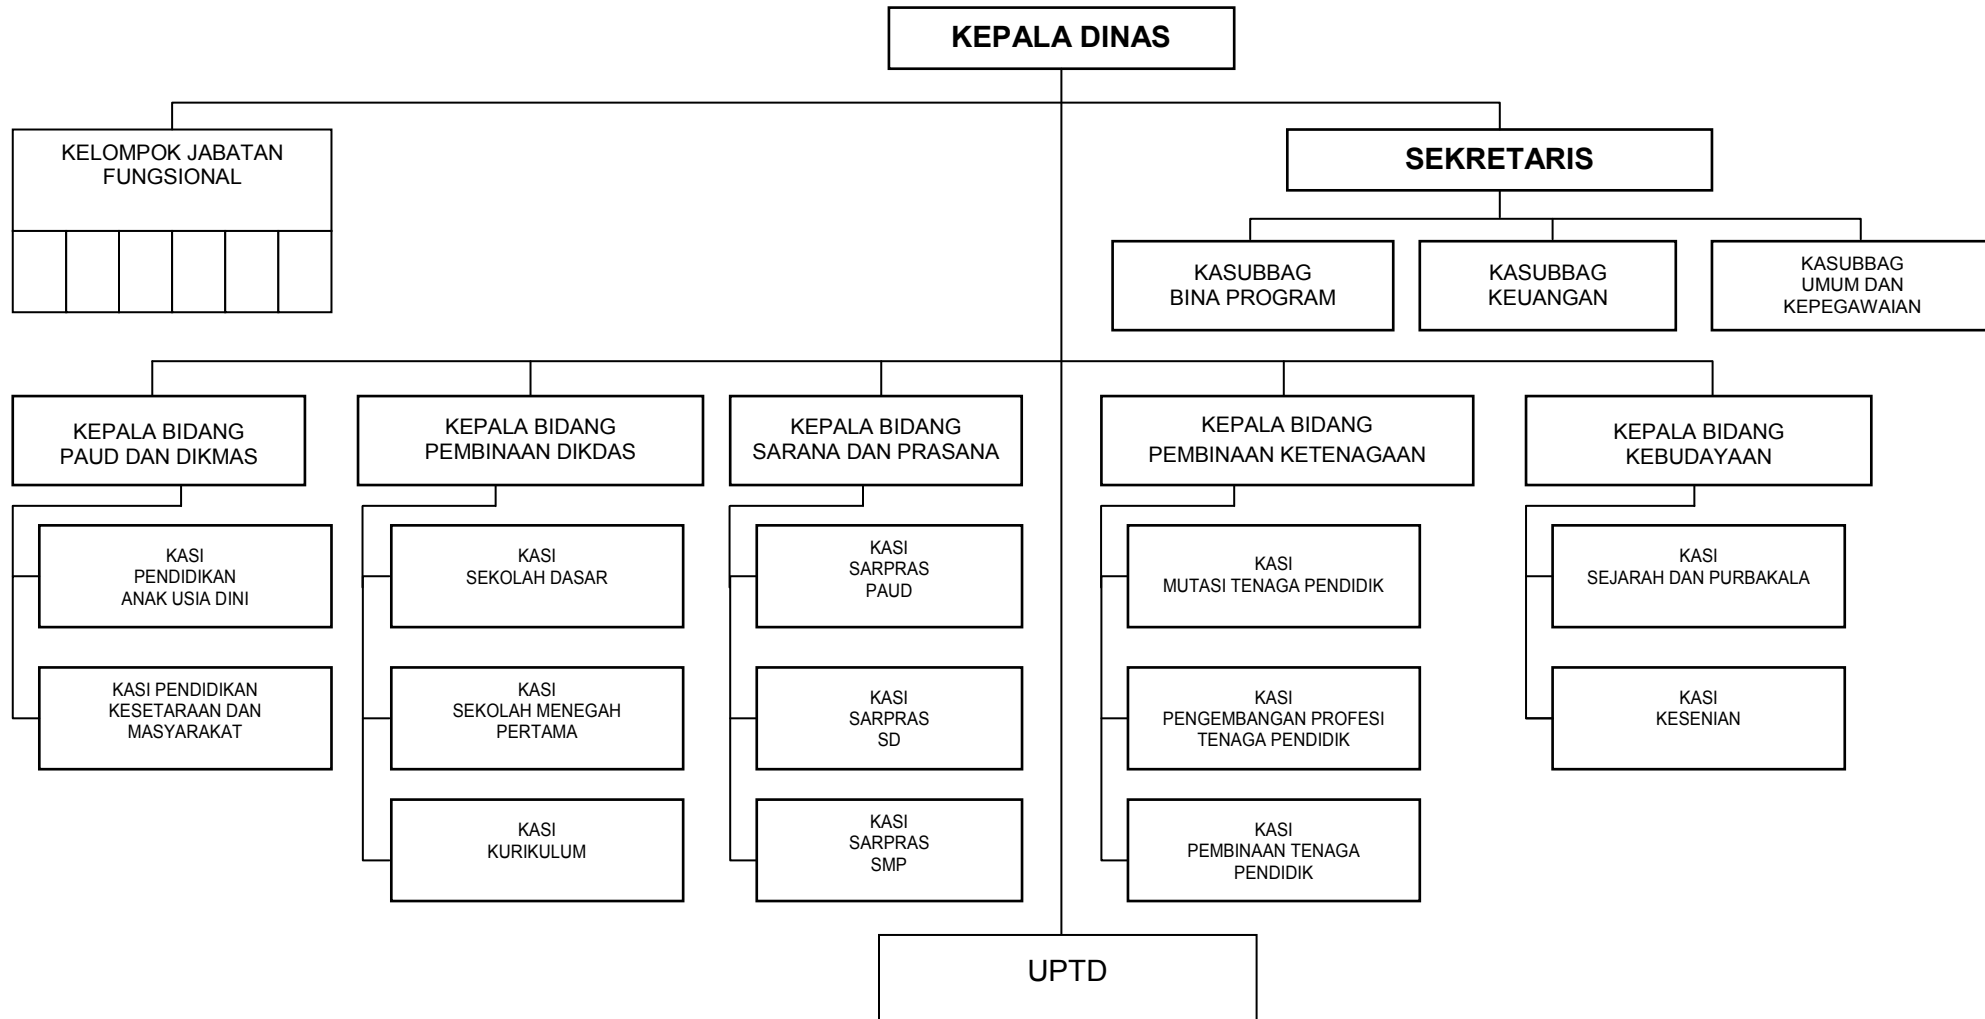 KEPALA DINAS
KELOMPOK JABATAN
FUNGSIONAL
SEKRETARIS
KASUBBAG
BINA PROGRAM
KASUBBAG
KEUANGAN
KASUBBAG
UMUM DAN
KEPEGAWAIAN
KEPALA BIDANG
PAUD DAN DIKMAS
KEPALA BIDANG
PEMBINAAN DIKDAS
KEPALA BIDANG
SARANA DAN PRASANA
KEPALA BIDANG
PEMBINAAN KETENAGAAN
KEPALA BIDANG
KEBUDAYAAN
KASI
PENDIDIKAN
ANAK USIA DINI
KASI
SEKOLAH DASAR
KASI
SARPRAS
PAUD
KASI
MUTASI TENAGA PENDIDIK
KASI
SEJARAH DAN PURBAKALA
KASI PENDIDIKAN
KESETARAAN DAN
MASYARAKAT
KASI
SEKOLAH MENEGAH
PERTAMA
KASI
SARPRAS
SD
KASI
PENGEMBANGAN PROFESI
TENAGA PENDIDIK
KASI
KESENIAN
KASI
KURIKULUM
KASI
SARPRAS
SMP
KASI
PEMBINAAN TENAGA
PENDIDIK
UPTD